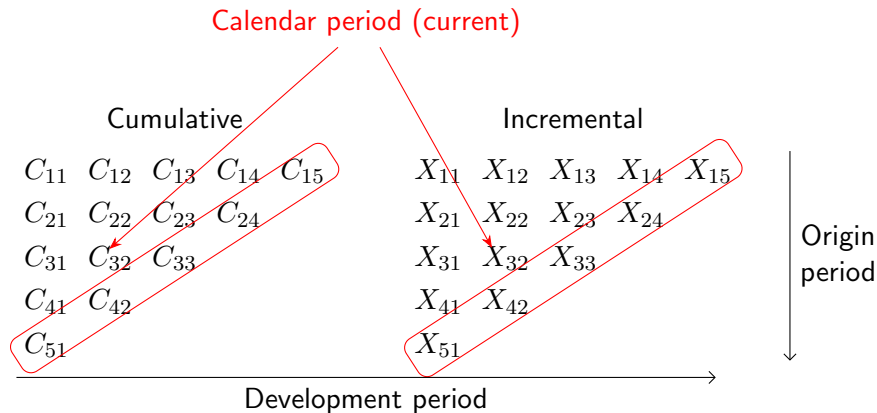 Calendar period (current)
Cumulative Incremental
C₁₁ C₁₂ C₁₃ C₁₄ C₁₅ X₁₁ X₁₂ X₁₃ X₁₄ X₁₅
C₂₁ C₂₂ C₂₃ C₂₄ X₂₁ X₂₂ X₂₃ X₂₄
Origin
C₃₁ C₃₂ C₃₃ X₃₁ X₃₂ X₃₃
period
C₄₁ C₄₂ X₄₁ X₄₂
C₅₁ X₅₁
Development period